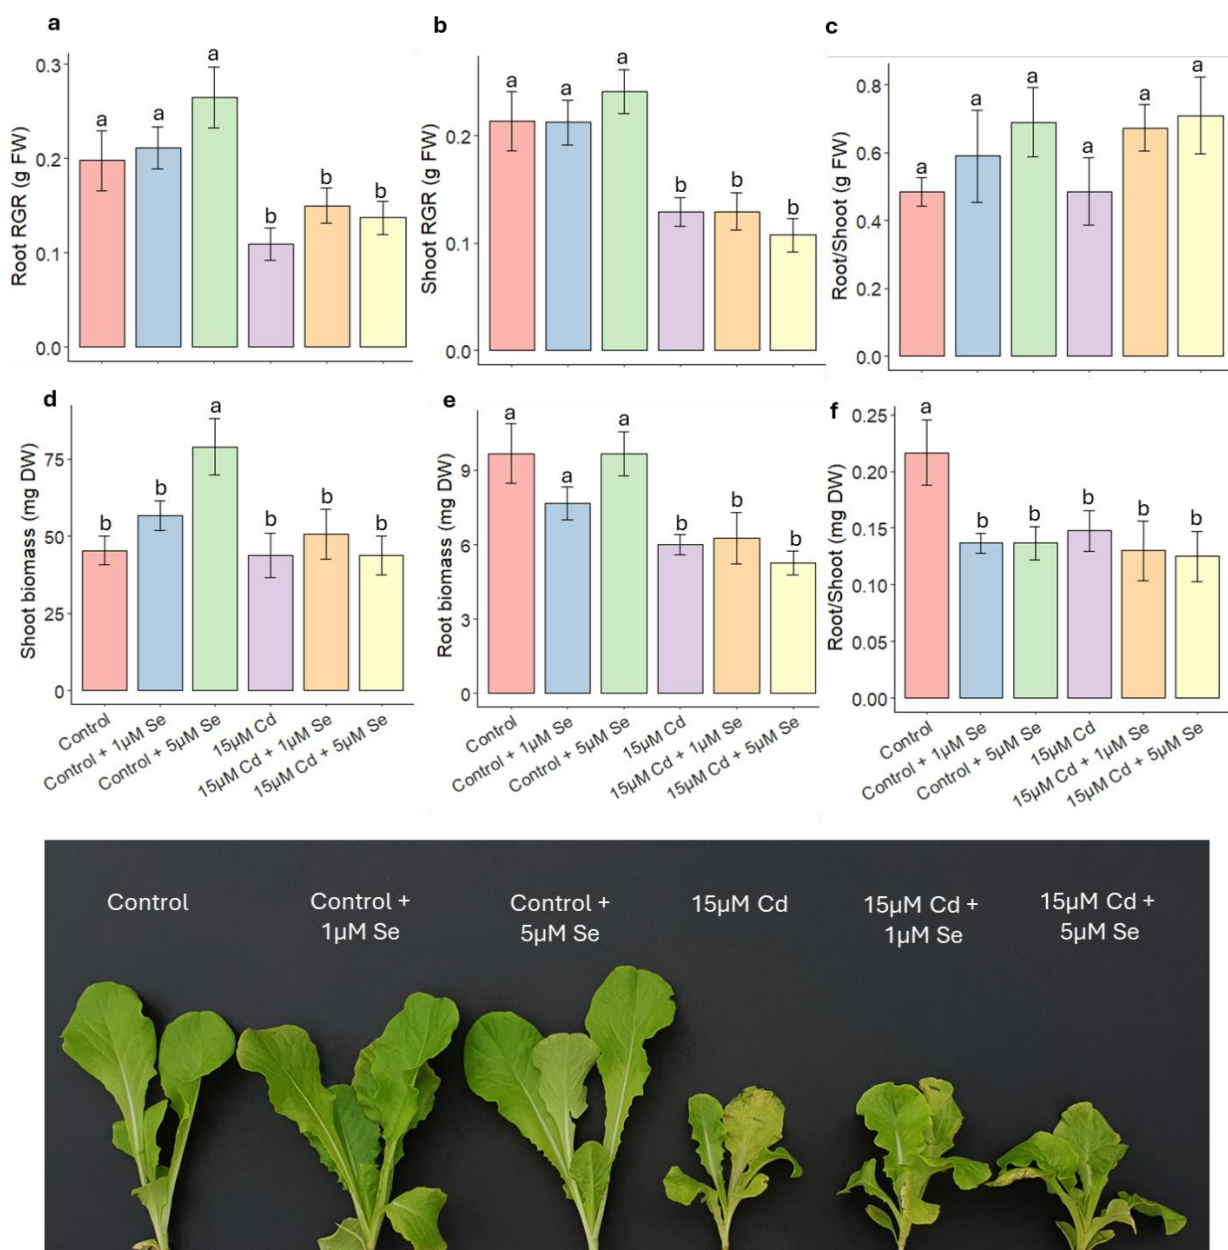 a
Root RGR (g FW)
0.3
0.2
0.1
0.0
a
a
a
b
b
b
b
Shoot RGR (g FW)
0.2
0.1
0.0
a
a
a
b
b
b
c
Root/Shoot (g FW)
0.8
0.6
0.4
0.2
0.0
a
a
a
a
a
a
d
Shoot biomass (mg DW)
75
50
25
0
b
b
a
b
b
b
Control
Control + 1µM Se
Control + 5µM Se
15µM Cd
15µM Cd + 1µM Se
15µM Cd + 5µM Se
e
Root biomass (mg DW)
9
6
3
0
a
a
a
b
b
b
Control
Control + 1µM Se
Control + 5µM Se
15µM Cd
15µM Cd + 1µM Se
15µM Cd + 5µM Se
f
Root/Shoot (mg DW)
0.25
0.20
0.15
0.10
0.05
0.00
a
b
b
b
b
b
Control
Control + 1µM Se
Control + 5µM Se
15µM Cd
15µM Cd + 1µM Se
15µM Cd + 5µM Se
Control
Control +
1µM Se
Control +
5µM Se
15µM Cd
15µM Cd +
1µM Se
15µM Cd +
5µM Se